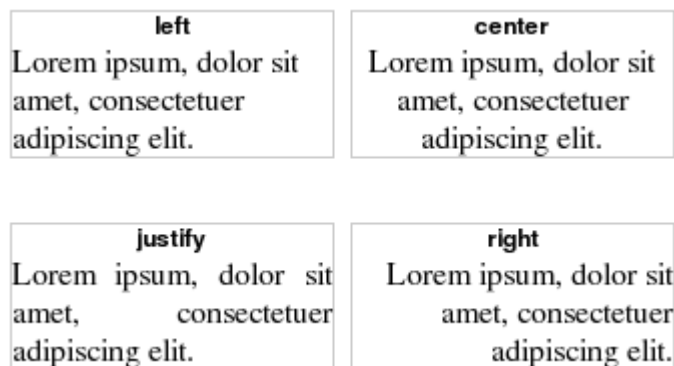 left
Lorem ipsum, dolor sit
amet, consectetuer
adipiscing elit.
center
Lorem ipsum, dolor sit
amet, consectetuer
adipiscing elit.
justify
Lorem ipsum, dolor sit
amet, consectetuer
adipiscing elit.
right
Lorem ipsum, dolor sit
amet, consectetuer
adipiscing elit.